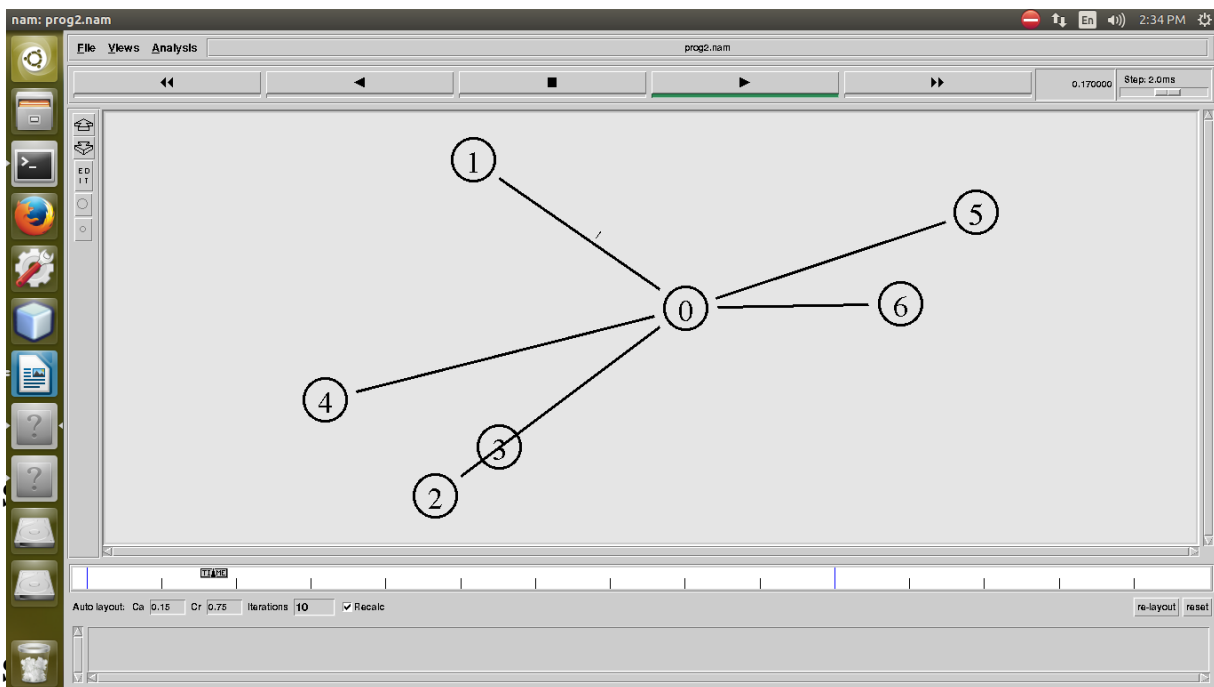 nam: prog2.nam
En
2:34 PM
File Views Analysis
prog2.nam
0.170000
Step: 2.0ms
ED
IT
1
5
0
6
4
3
2
TIME
Auto layout: Ca 0.15 Cr 0.75 Iterations 10 Recalc
re-layout reset